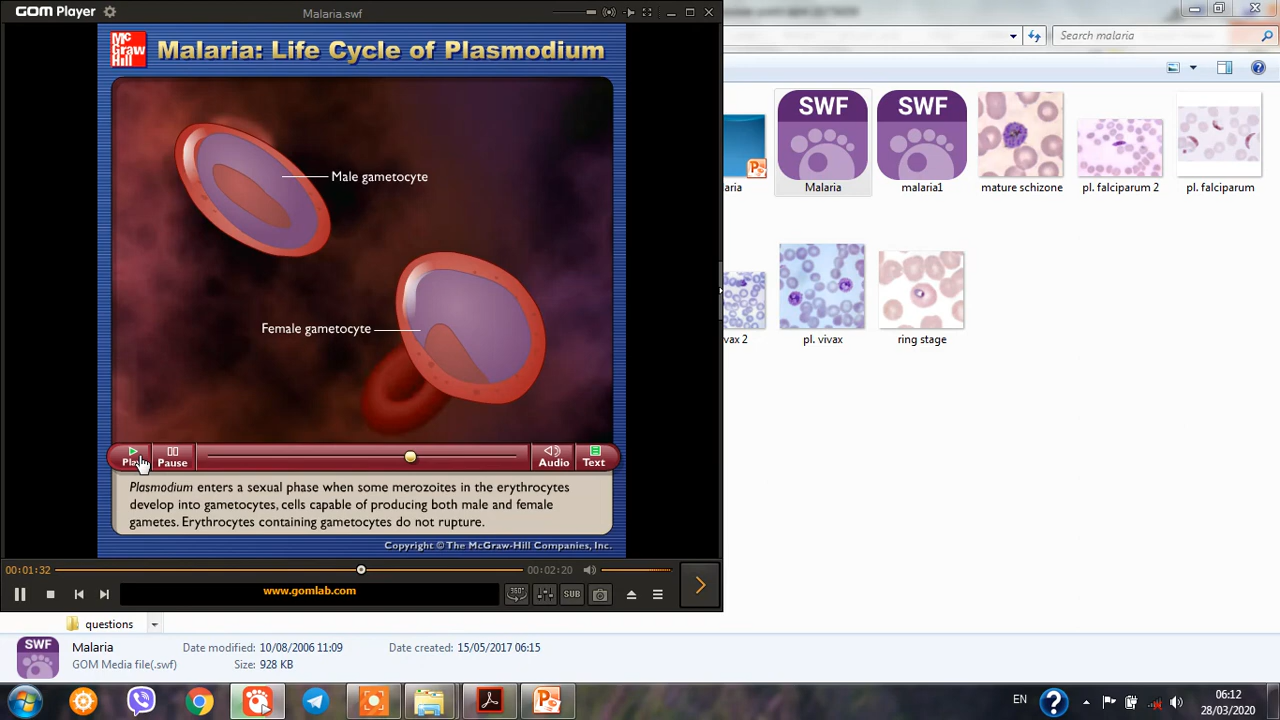 GOM Player
Malaria.swf
Mc
Graw
Hill
Malaria: Life Cycle of Plasmodium
Male gametocyte
Female gametocyte
Play
Pause
Audio
Text
Plasmodium enters a sexual phase when some merozoites in the erythrocytes
develop into gametocytes, cells capable of producing both male and female
gametes. Erythrocytes containing gametocytes do not rupture.
Copyright © The McGraw-Hill Companies, Inc.
00:01:32
00:02:20
www.gomlab.com
360°
SUB
Search malaria
SWF
SWF
aria
Malaria
malaria1
mature schizone
pl. falciparum 2
pl. falciparum
vax 2
pl. vivax
ring stage
questions
SWF
Malaria
Date modified: 10/08/2006 11:09
Date created: 15/05/2017 06:15
GOM Media file(.swf)
Size: 928 KB
EN
06:12
28/03/2020